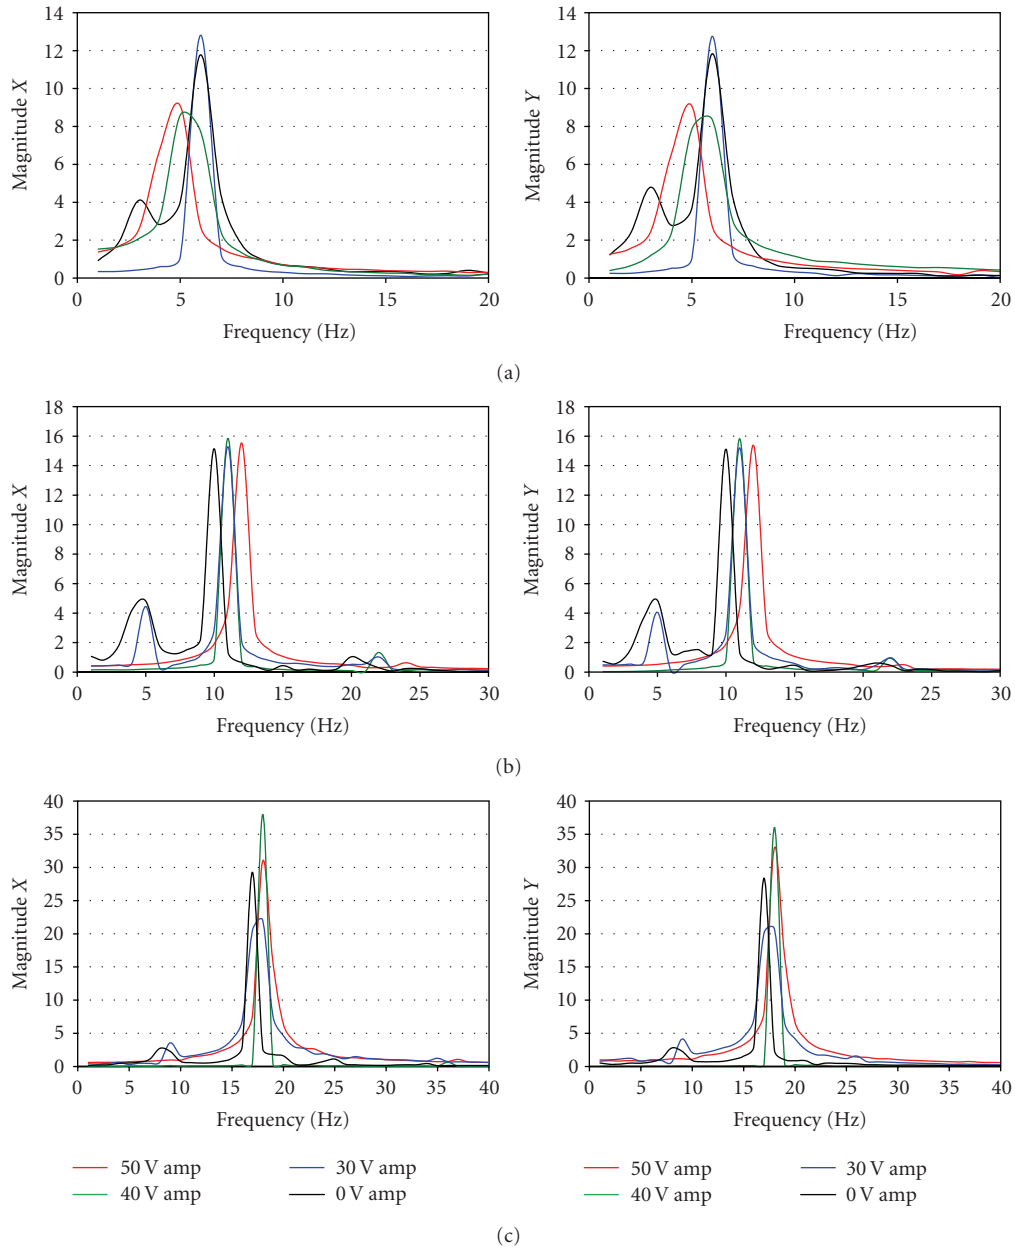 14
12
10
8
6
4
2
0
Magnitude X
0 5 10 15 20
Frequency (Hz)
14
12
10
8
6
4
2
0
Magnitude Y
0 5 10 15 20
Frequency (Hz)
(a)
18
16
14
12
10
8
6
4
2
0
Magnitude X
0 5 10 15 20 25 30
Frequency (Hz)
18
16
14
12
10
8
6
4
2
0
Magnitude Y
0 5 10 15 20 25 30
Frequency (Hz)
(b)
40
35
30
25
20
15
10
5
0
Magnitude X
0 5 10 15 20 25 30 35 40
Frequency (Hz)
40
35
30
25
20
15
10
5
0
Magnitude Y
0 5 10 15 20 25 30 35 40
Frequency (Hz)
50 V amp
40 V amp
30 V amp
0 V amp
50 V amp
40 V amp
30 V amp
0 V amp
(c)